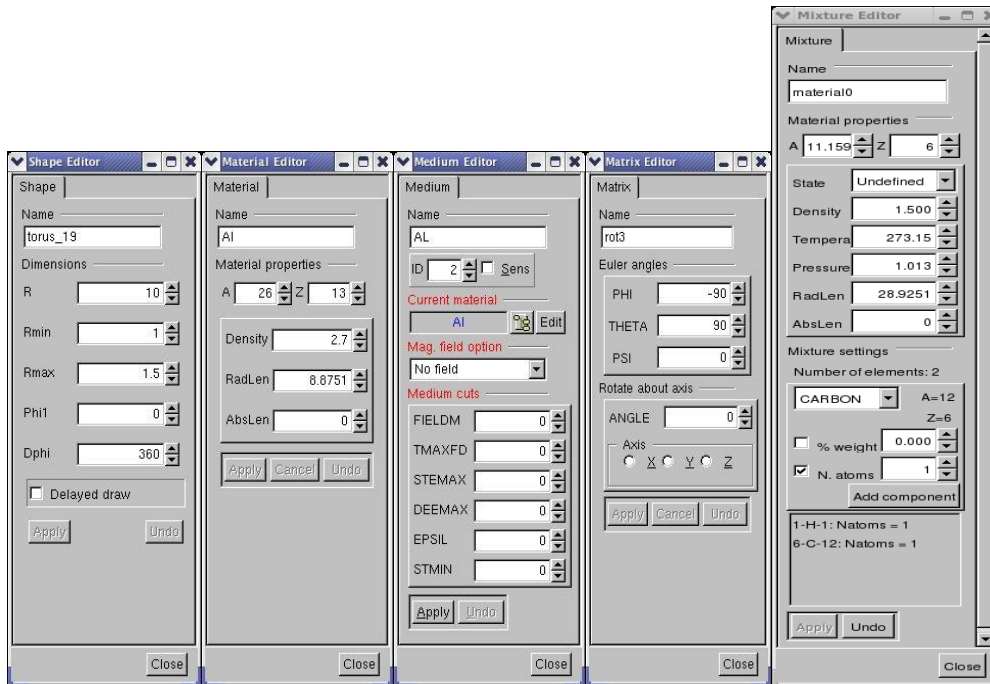 Shape Editor
Shape
Name
torus_19
Dimensions
R 10
Rmin 1
Rmax 1.5
Phi1 0
Dphi 360
Delayed draw
Apply Undo
Close
Material Editor
Material
Name
Al
Material properties
A 26 Z 13
Density 2.7
RadLen 8.8751
AbsLen 0
Apply Cancel Undo
Close
Medium Editor
Medium
Name
AL
ID 2 Sens
Current material
Al Edit
Mag. field option
No field
Medium cuts
FIELDM 0
TMAXFD 0
STEMAX 0
DEEMAX 0
EPSIL 0
STMIN 0
Apply Undo
Close
Matrix Editor
Matrix
Name
rot3
Euler angles
PHI -90
THETA 90
PSI 0
Rotate about axis
ANGLE 0
Axis
X Y Z
Apply Cancel Undo
Close
Mixture Editor
Mixture
Name
material0
Material properties
A 11.159 Z 6
State Undefined
Density 1.500
Tempera 273.15
Pressure 1.013
RadLen 28.9251
AbsLen 0
Mixture settings
Number of elements: 2
CARBON A=12
Z=6
% weight 0.000
N. atoms 1
Add component
1-H-1: Natoms = 1
6-C-12: Natoms = 1
Apply Undo
Close